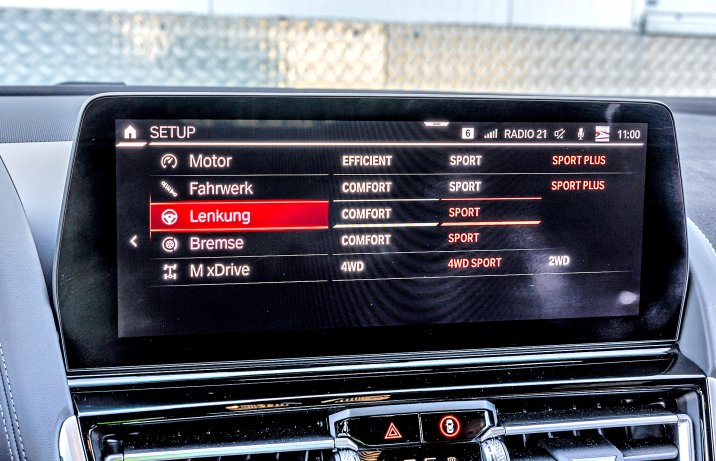 SETUP 6 RADIO 21 11:00
Motor EFFICIENT SPORT SPORT PLUS
Fahrwerk COMFORT SPORT SPORT PLUS
Lenkung COMFORT SPORT
Bremse COMFORT SPORT
M xDrive 4WD 4WD SPORT 2WD